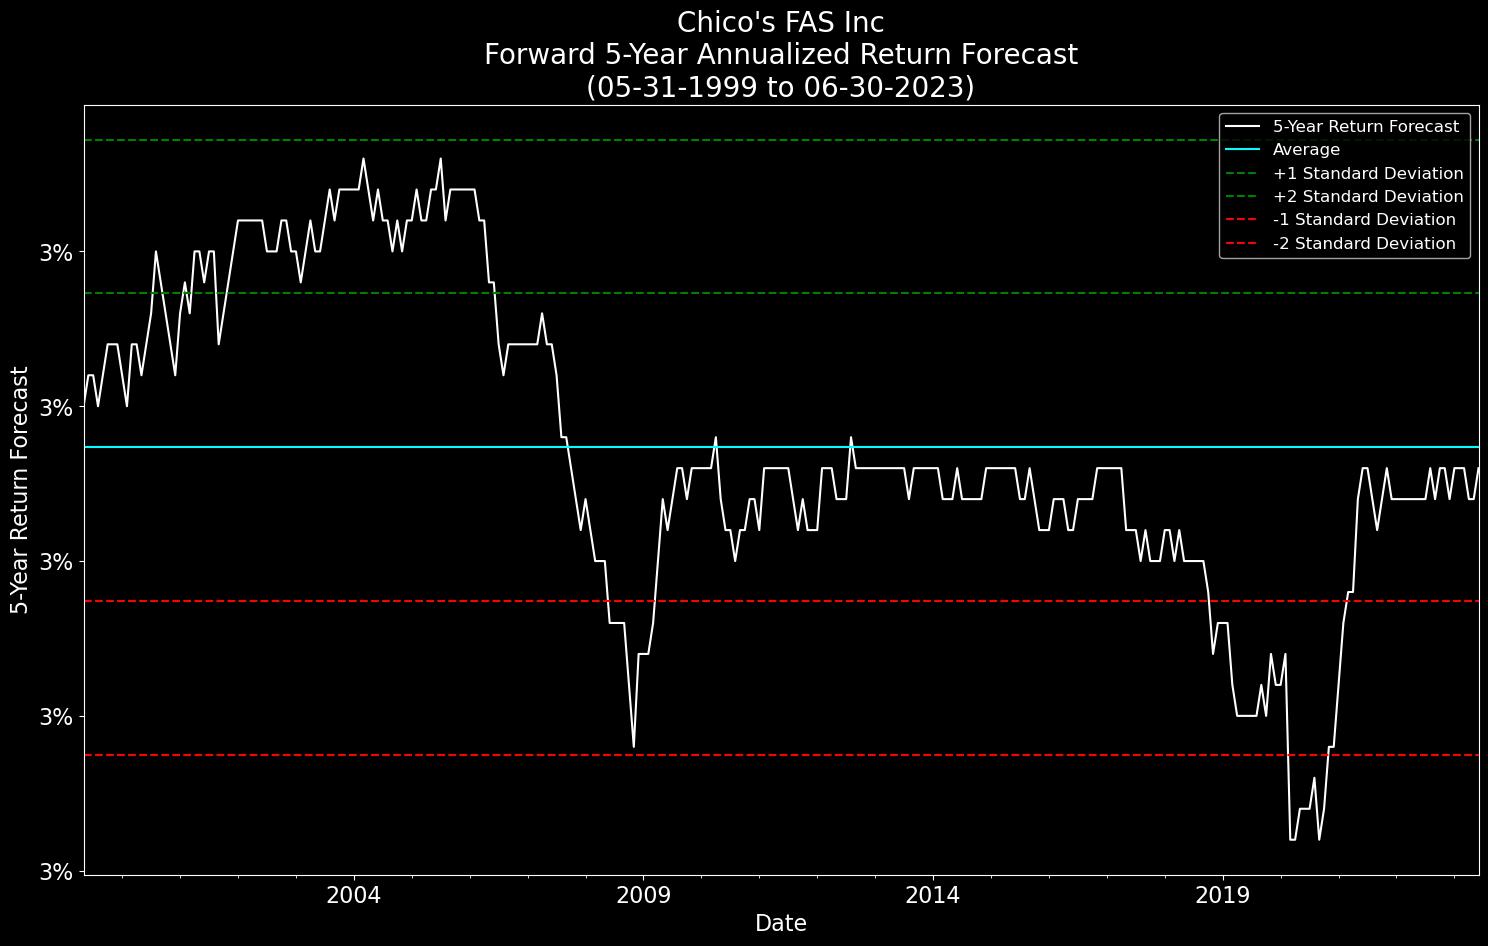 Chico's FAS Inc
Forward 5-Year Annualized Return Forecast
(05-31-1999 to 06-30-2023)
5-Year Return Forecast
Average
+1 Standard Deviation
+2 Standard Deviation
-1 Standard Deviation
-2 Standard Deviation
3%
3%
3%
3%
3%
5-Year Return Forecast
2004
2009
2014
2019
Date